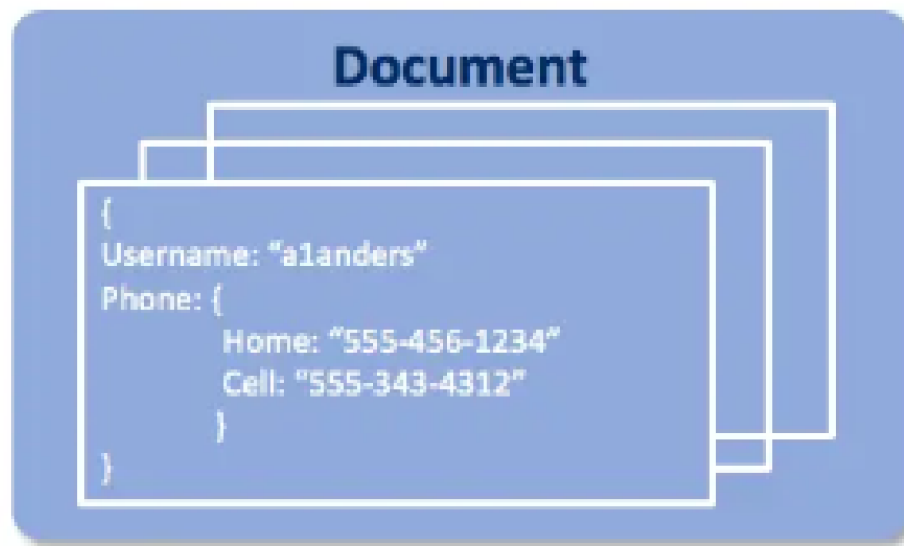 Document
{
Username: “a1anders”
Phone: {
Home: “555-456-1234”
Cell: “555-343-4312”
}
}